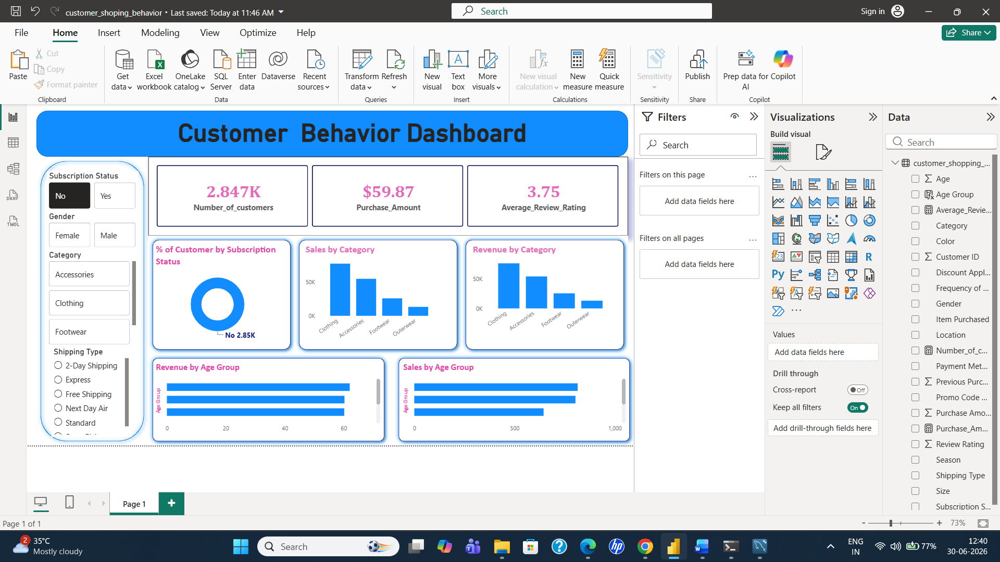 customer_shoping_behavior • Last saved: Today at 11:46 AM
Search
Sign in
File
Home
Insert
Modeling
View
Optimize
Help
Share
Paste
Cut
Copy
Format painter
Clipboard
Get data
Excel workbook
OneLake catalog
SQL Server
Enter data
Dataverse
Recent sources
Data
Transform data
Refresh
Queries
New visual
Text box
More visuals
Insert
New visual calculation
New measure
Quick measure
Calculations
Sensitivity
Sensitivity
Publish
Share
Prep data for AI
Copilot
Copilot
Customer Behavior Dashboard
Subscription Status
No
Yes
Gender
Female
Male
Category
Accessories
Clothing
Footwear
Shipping Type
2-Day Shipping
Express
Free Shipping
Next Day Air
Standard
2.847K
Number_of_customers
$59.87
Purchase_Amount
3.75
Average_Review_Rating
% of Customer by Subscription
Status
No 2.85K
Sales by Category
50K
0K
Clothing
Accessories
Footwear
Outerwear
Revenue by Category
50K
0K
Clothing
Accessories
Footwear
Outerwear
Revenue by Age Group
Age Group
0 20 40 60
Sales by Age Group
Age Group
0 500 1,000
Filters
Search
Filters on this page
...
Add data fields here
Filters on all pages
...
Add data fields here
Visualizations
Build visual
123
R
Py
...
Values
Add data fields here
Drill through
Cross-report
Off
Keep all filters
On
Add drill-through fields here
Data
Search
customer_shopping_...
Age
Age Group
Average_Revie...
Category
Color
Customer ID
Discount Appl...
Frequency of ...
Gender
Item Purchased
Location
Number_of_c...
Payment Met...
Previous Purc...
Promo Code ...
Purchase Amo...
Purchase_Am...
Review Rating
Season
Shipping Type
Size
Subscription S...
DAX
TMDL
Page 1
Page 1 of 1
- + 73%
2
35°C
Mostly cloudy
Search
ENG
IN
77%
12:40
30-06-2026